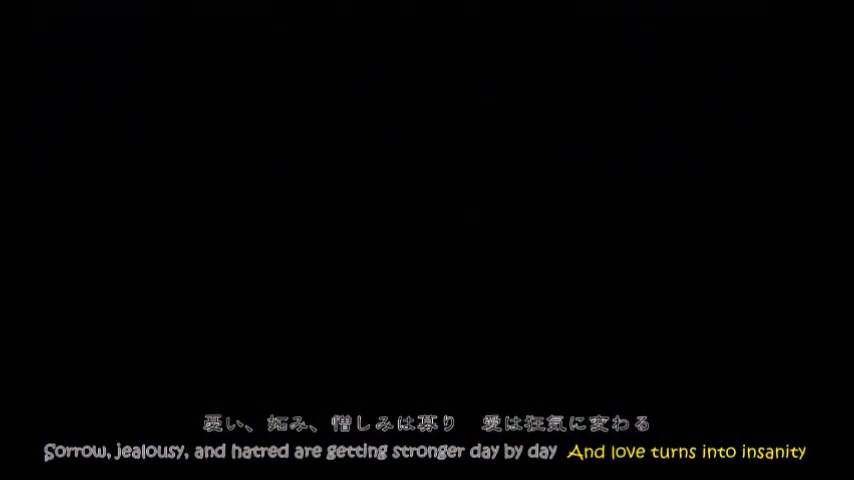 憂い、妬み、憎しみは募り　愛は狂気に変わる
Sorrow, jealousy, and hatred are getting stronger day by day And love turns into insanity